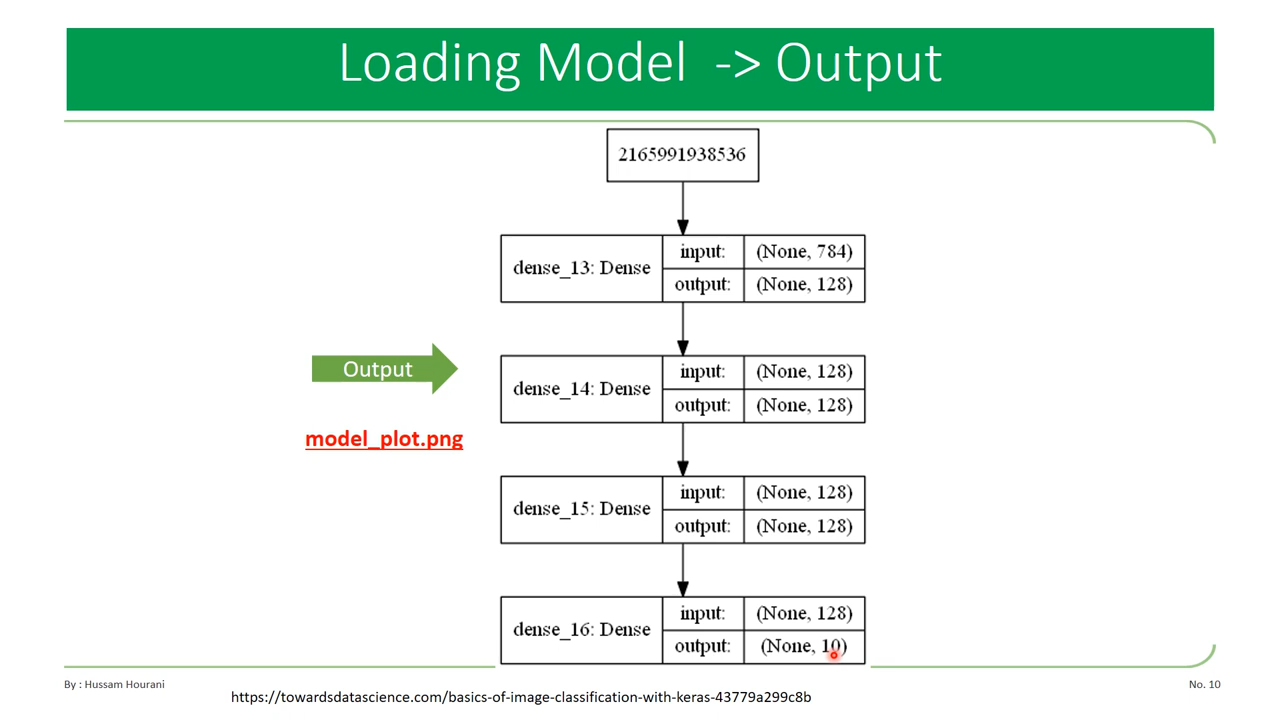 Loading Model -> Output
2165991938536
dense_13: Dense
input: (None, 784)
output: (None, 128)
Output
model_plot.png
dense_14: Dense
input: (None, 128)
output: (None, 128)
dense_15: Dense
input: (None, 128)
output: (None, 128)
dense_16: Dense
input: (None, 128)
output: (None, 10)
By : Hussam Hourani
https://towardsdatascience.com/basics-of-image-classification-with-keras-43779a299c8b
No. 10